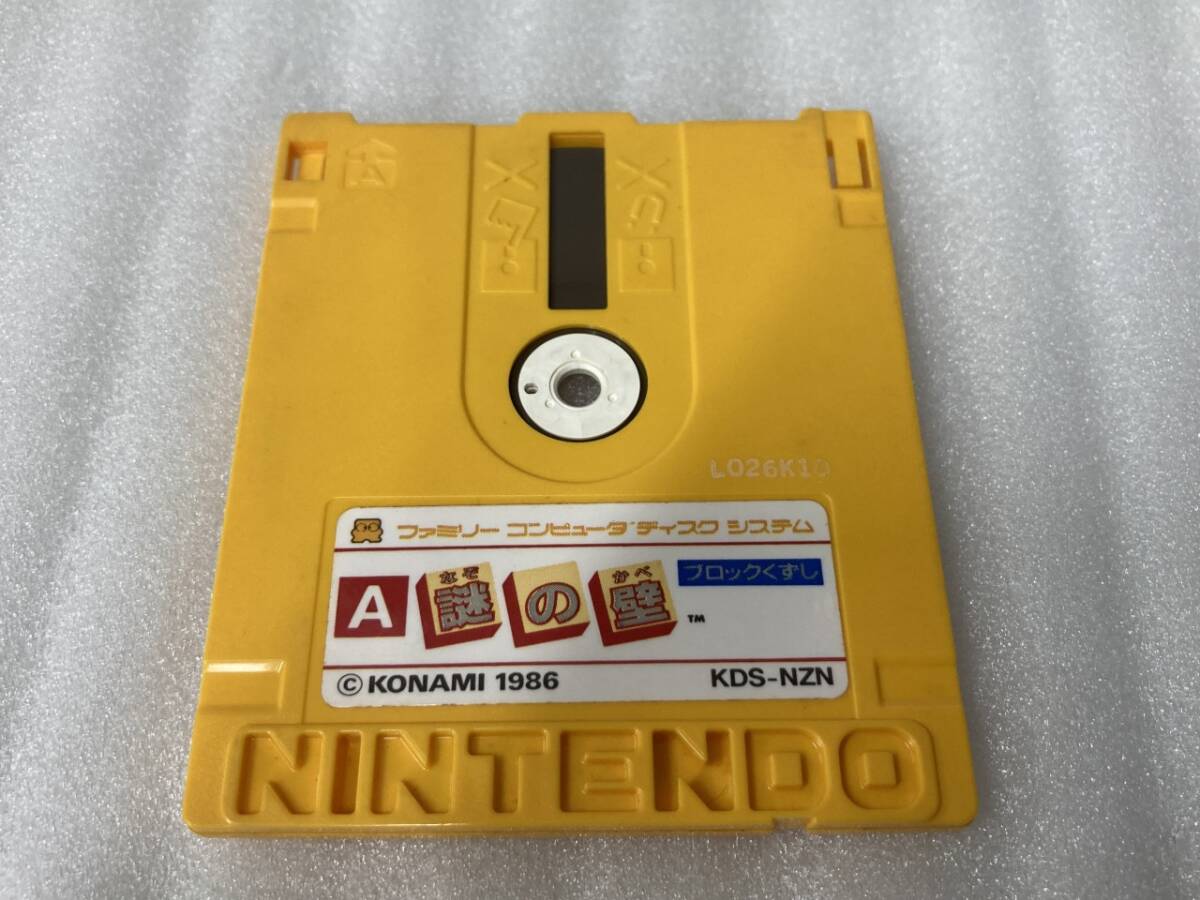 L026K10
ファミリー コンピュータ ディスク システム
ブロックくずし
なぞ かべ
A 謎の壁 ™
© KONAMI 1986 KDS-NZN
NINTENDO